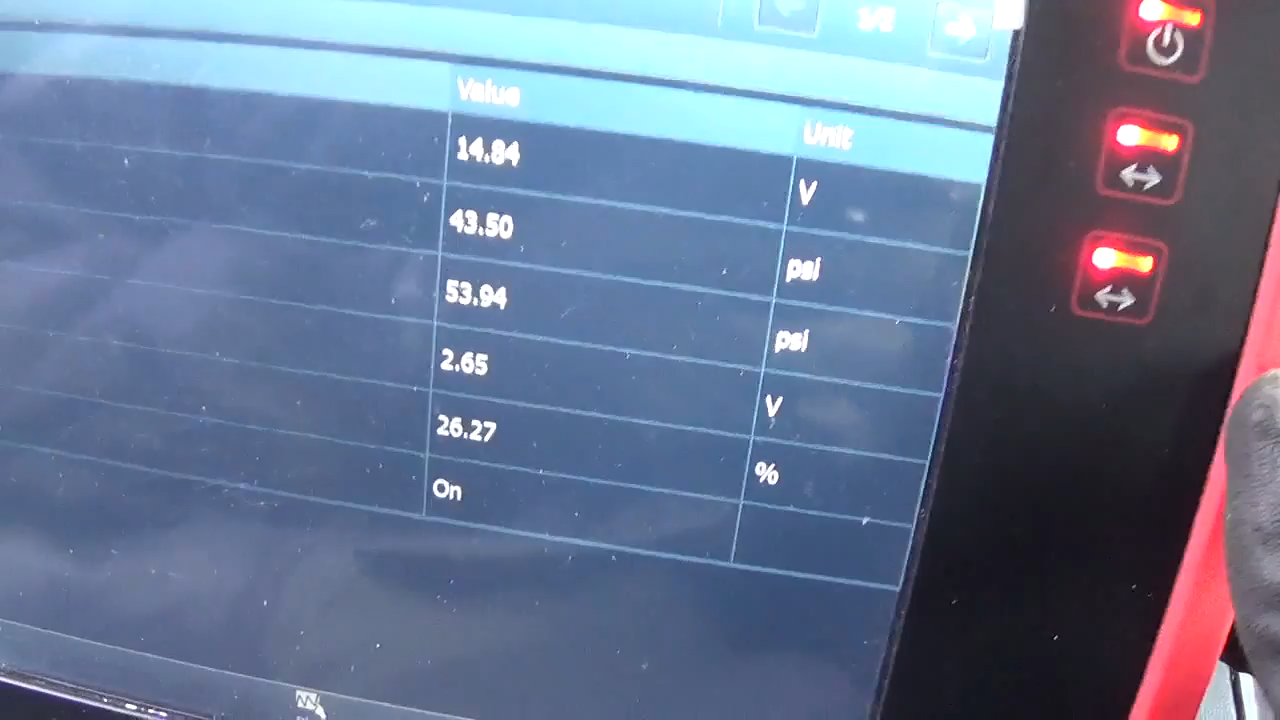 Value Unit
14.84 V
43.50 psi
53.94 psi
2.65 V
26.27 %
On